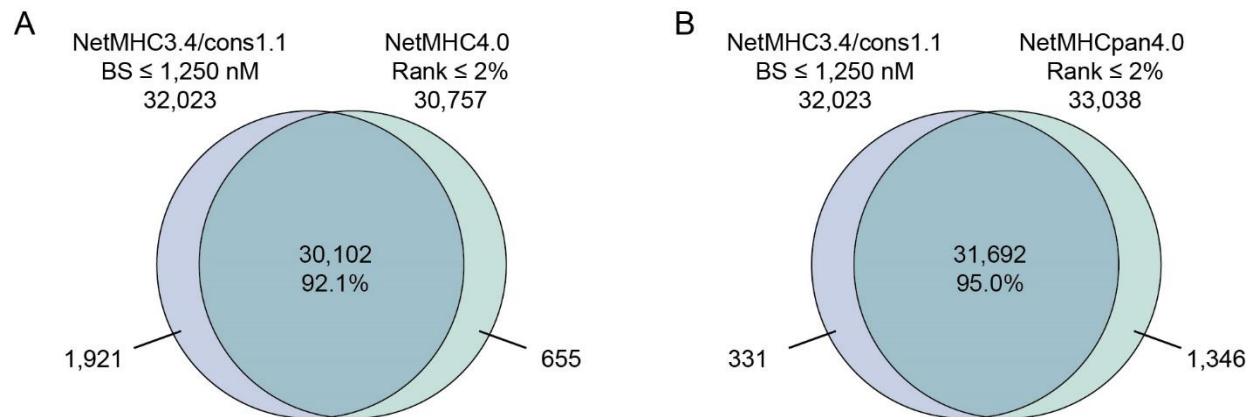 A
NetMHC3.4/cons1.1
BS ≤ 1,250 nM
32,023
NetMHC4.0
Rank ≤ 2%
30,757
30,102
92.1%
1,921
655
B
NetMHC3.4/cons1.1
BS ≤ 1,250 nM
32,023
NetMHCpan4.0
Rank ≤ 2%
33,038
31,692
95.0%
331
1,346